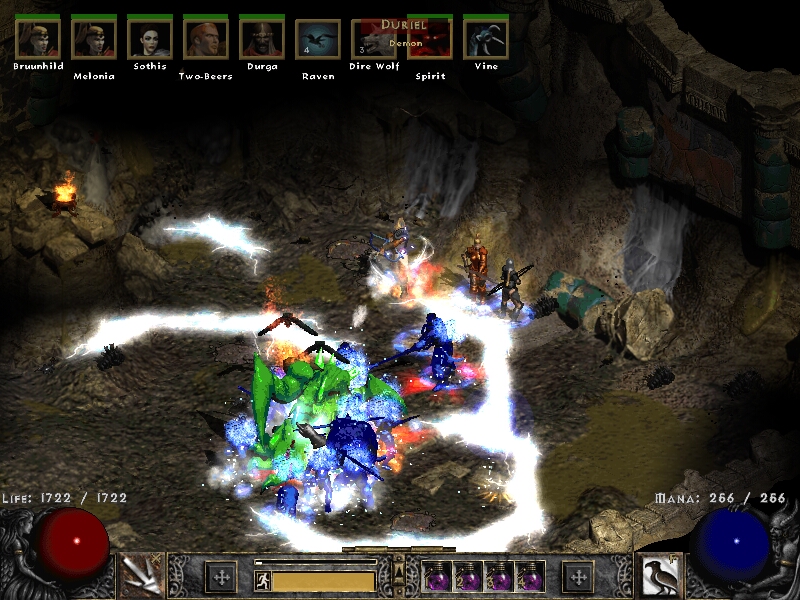 Duriel
Demon
4
3
Bruunhild
Melonia
Sothis
Two-Beers
Durga
Raven
Dire Wolf
Spirit
Vine
Life: 1722 / 1722
Mana: 266 / 266